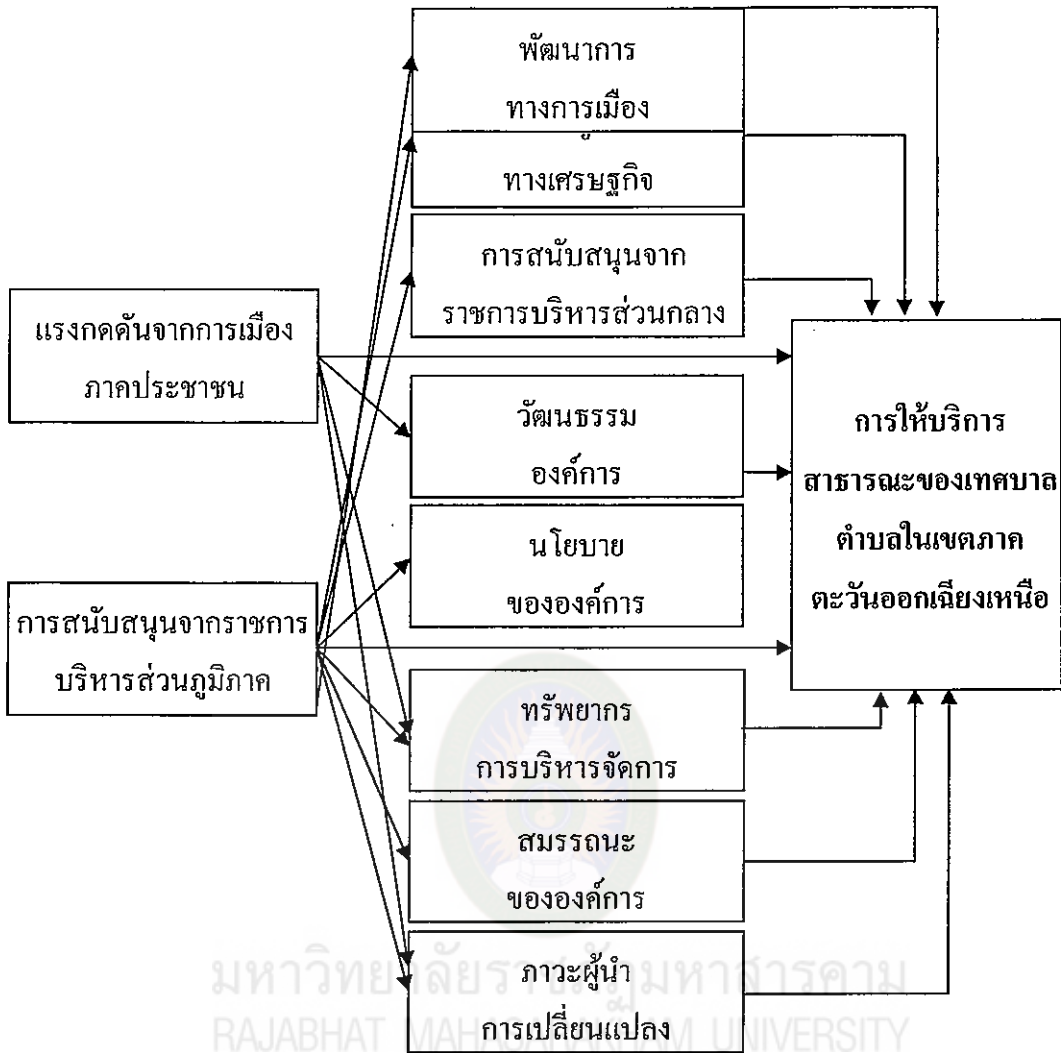 พัฒนาการ
ทางการเมือง
ทางเศรษฐกิจ
การสนับสนุนจาก
ราชการบริหารส่วนกลาง
แรงกดดันจากการเมือง
ภาคประชาชน
วัฒนธรรม
องค์การ
นโยบาย
ขององค์การ
การสนับสนุนจากราชการ
บริหารส่วนภูมิภาค
ทรัพยากร
การบริหารจัดการ
สมรรถนะ
ขององค์การ
ภาวะผู้นำ
การเปลี่ยนแปลง
การให้บริการ
สาธารณะของเทศบาล
ตำบลในเขตภาค
ตะวันออกเฉียงเหนือ
มหาวิทยาลัยราชภัฏมหาสารคาม
RAJABHAT MAHASARAKHAM UNIVERSITY